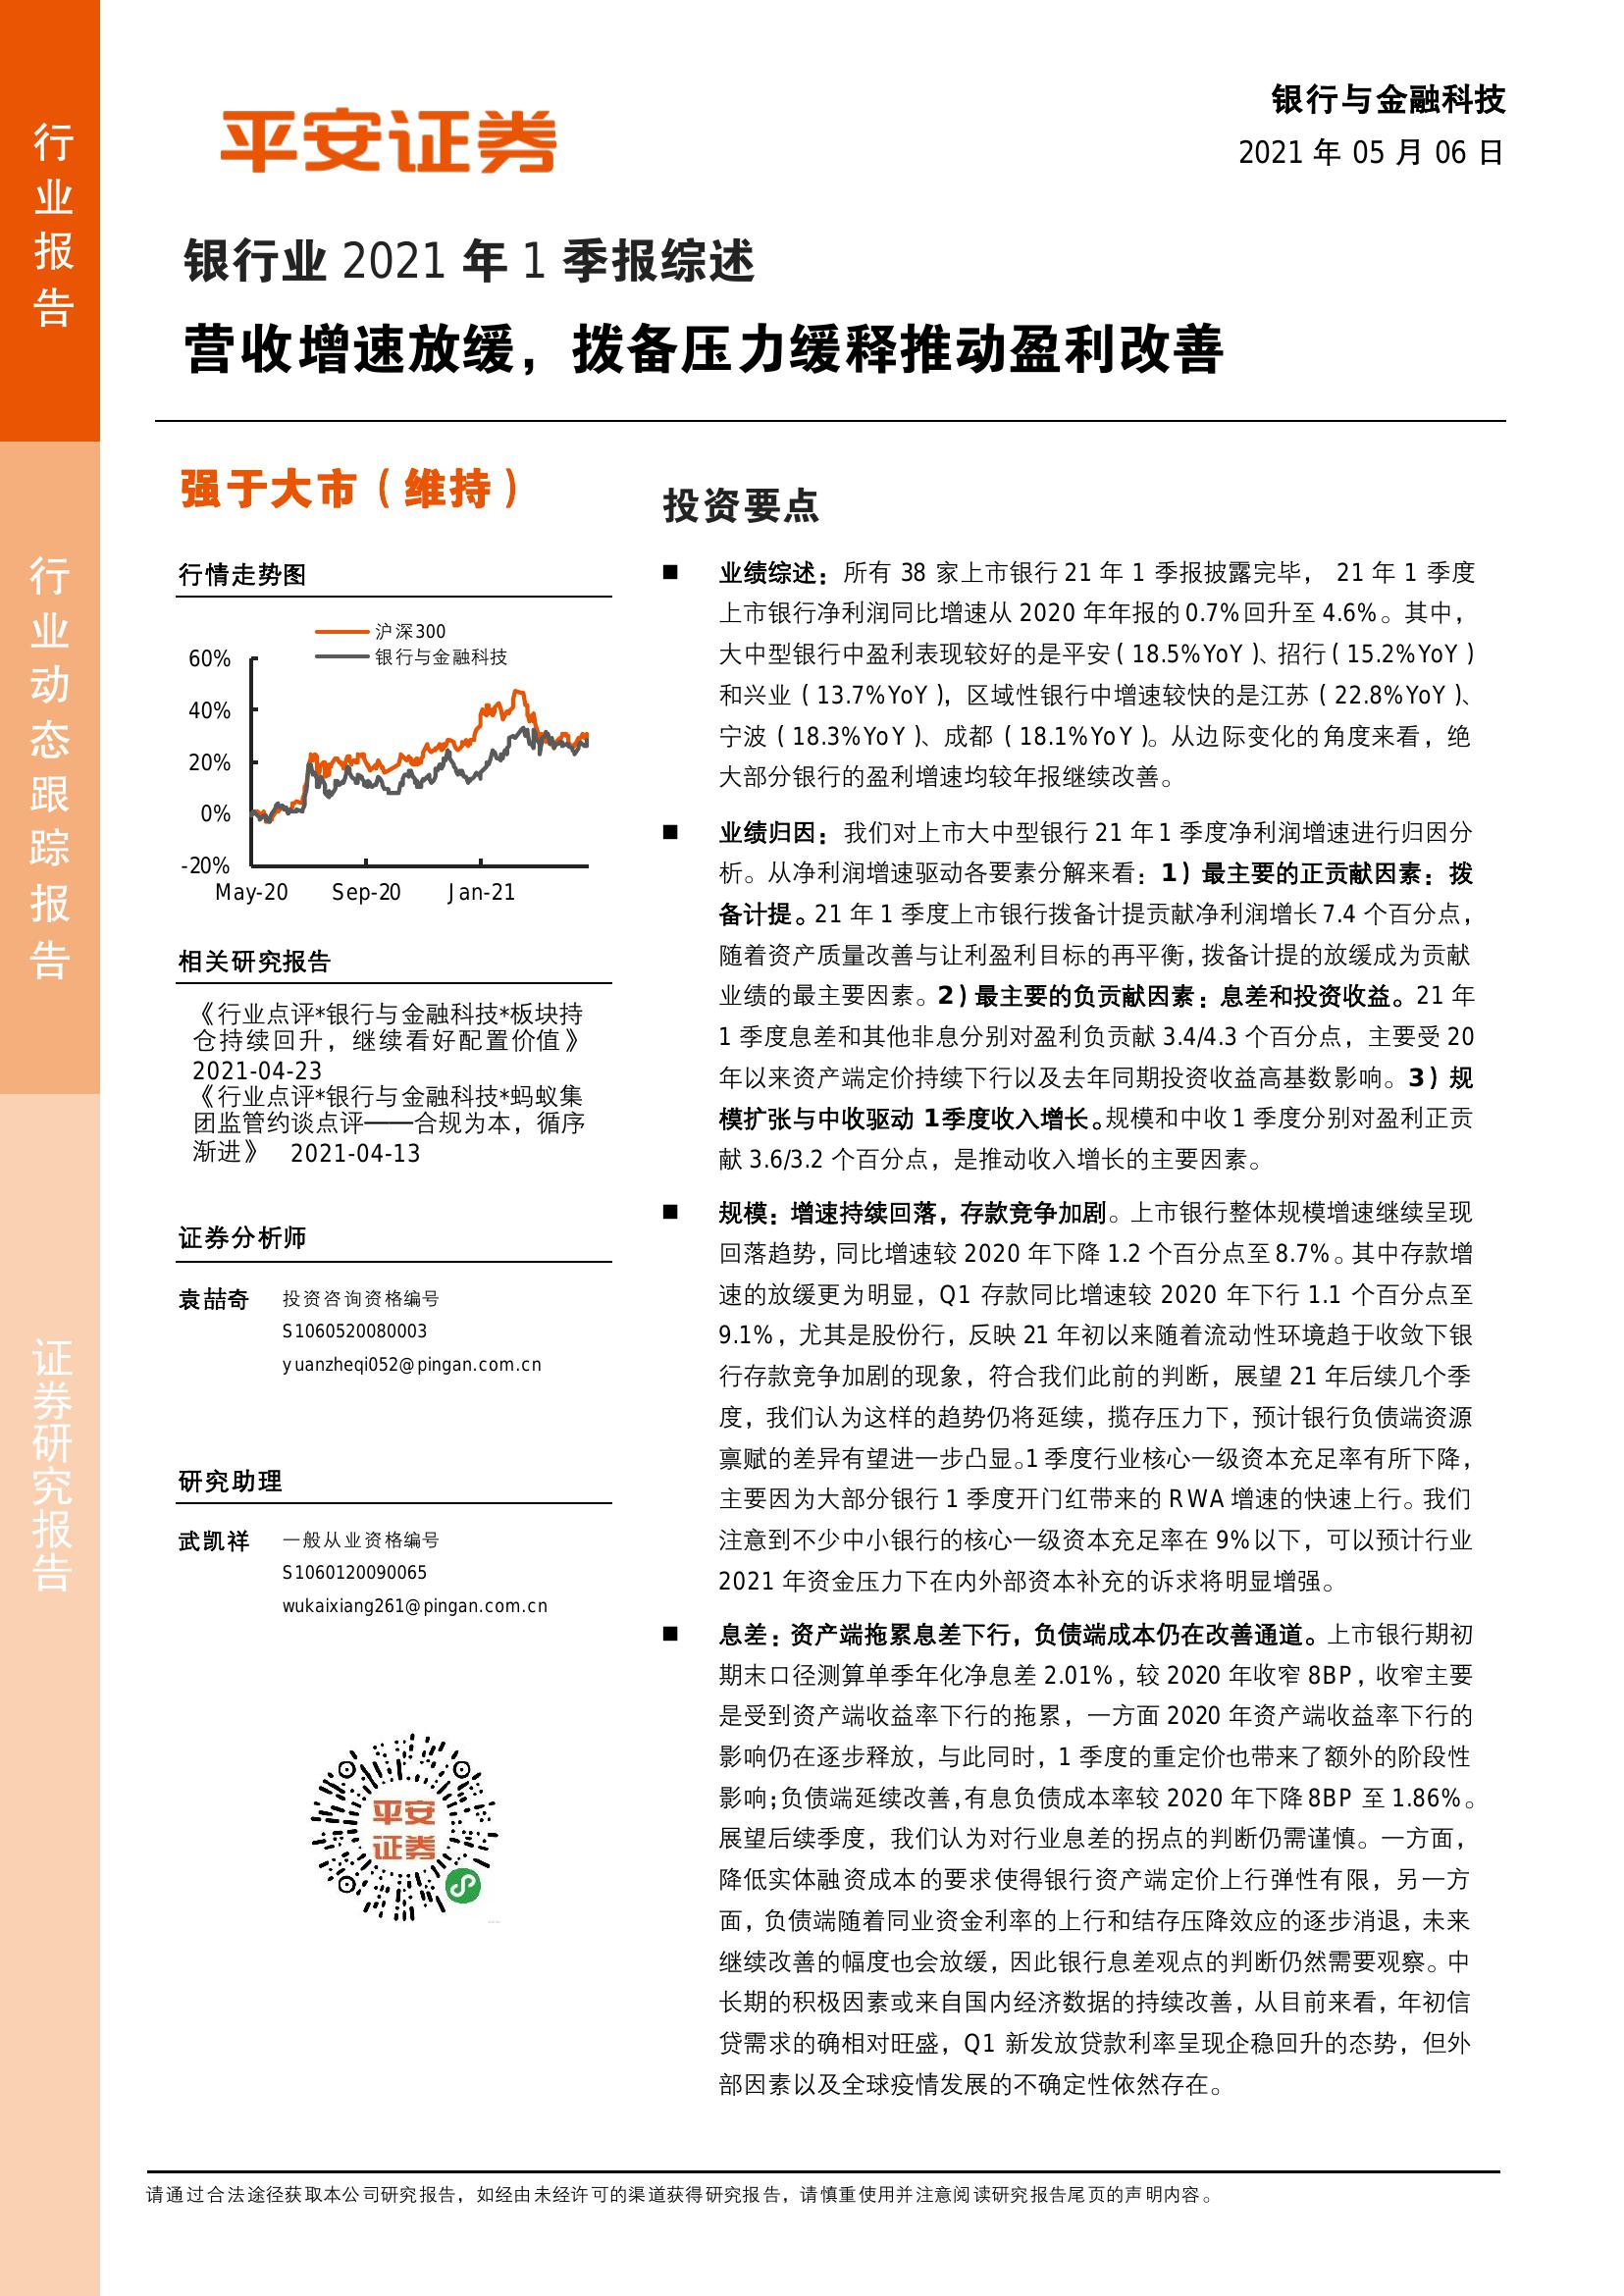 行业报告
行业动态跟踪报告
证券研究报告
平安证券
银行与金融科技
2021 年 05 月 06 日
银行业 2021 年 1 季报综述
营收增速放缓，拨备压力缓释推动盈利改善
强于大市（维持）
行情走势图
沪深300
银行与金融科技
60%
40%
20%
0%
-20%
May-20 Sep-20 Jan-21
相关研究报告
《行业点评*银行与金融科技*板块持
仓持续回升，继续看好配置价值》
2021-04-23
《行业点评*银行与金融科技*蚂蚁集
团监管约谈点评——合规为本，循序
渐进》 2021-04-13
证券分析师
袁喆奇 投资咨询资格编号
S1060520080003
yuanzheqi052@pingan.com.cn
研究助理
武凯祥 一般从业资格编号
S1060120090065
wukaixiang261@pingan.com.cn
平安
证券
投资要点
■ 业绩综述：所有 38 家上市银行 21 年 1 季报披露完毕， 21 年 1 季度
上市银行净利润同比增速从 2020 年年报的 0.7%回升至 4.6%。其中，
大中型银行中盈利表现较好的是平安（18.5%YoY）、招行（15.2%YoY）
和兴业（13.7%YoY），区域性银行中增速较快的是江苏（22.8%YoY）、
宁波（18.3%YoY）、成都（18.1%YoY）。从边际变化的角度来看，绝
大部分银行的盈利增速均较年报继续改善。
■ 业绩归因：我们对上市大中型银行 21 年 1 季度净利润增速进行归因分
析。从净利润增速驱动各要素分解来看：1）最主要的正贡献因素：拨
备计提。21 年 1 季度上市银行拨备计提贡献净利润增长 7.4 个百分点，
随着资产质量改善与让利盈利目标的再平衡，拨备计提的放缓成为贡献
业绩的最主要因素。2）最主要的负贡献因素：息差和投资收益。21 年
1 季度息差和其他非息分别对盈利负贡献 3.4/4.3 个百分点，主要受 20
年以来资产端定价持续下行以及去年同期投资收益高基数影响。3）规
模扩张与中收驱动 1季度收入增长。规模和中收 1 季度分别对盈利正贡
献 3.6/3.2 个百分点，是推动收入增长的主要因素。
■ 规模：增速持续回落，存款竞争加剧。上市银行整体规模增速继续呈现
回落趋势，同比增速较 2020 年下降 1.2 个百分点至 8.7%。其中存款增
速的放缓更为明显，Q1 存款同比增速较 2020 年下行 1.1 个百分点至
9.1%，尤其是股份行，反映 21 年初以来随着流动性环境趋于收敛下银
行存款竞争加剧的现象，符合我们此前的判断，展望 21 年后续几个季
度，我们认为这样的趋势仍将延续，揽存压力下，预计银行负债端资源
禀赋的差异有望进一步凸显。1 季度行业核心一级资本充足率有所下降，
主要因为大部分银行 1 季度开门红带来的 RWA 增速的快速上行。我们
注意到不少中小银行的核心一级资本充足率在 9%以下，可以预计行业
2021 年资金压力下在内外部资本补充的诉求将明显增强。
■ 息差：资产端拖累息差下行，负债端成本仍在改善通道。上市银行期初
期末口径测算单季年化净息差 2.01%，较 2020 年收窄 8BP，收窄主要
是受到资产端收益率下行的拖累，一方面 2020 年资产端收益率下行的
影响仍在逐步释放，与此同时，1 季度的重定价也带来了额外的阶段性
影响；负债端延续改善，有息负债成本率较 2020 年下降 8BP 至 1.86%。
展望后续季度，我们认为对行业息差的拐点的判断仍需谨慎。一方面，
降低实体融资成本的要求使得银行资产端定价上行弹性有限，另一方
面，负债端随着同业资金利率的上行和结存压降效应的逐步消退，未来
继续改善的幅度也会放缓，因此银行息差观点的判断仍然需要观察。中
长期的积极因素或来自国内经济数据的持续改善，从目前来看，年初信
贷需求的确相对旺盛，Q1 新发放贷款利率呈现企稳回升的态势，但外
部因素以及全球疫情发展的不确定性依然存在。
请通过合法途径获取本公司研究报告，如经由未经许可的渠道获得研究报告，请慎重使用并注意阅读研究报告尾页的声明内容。